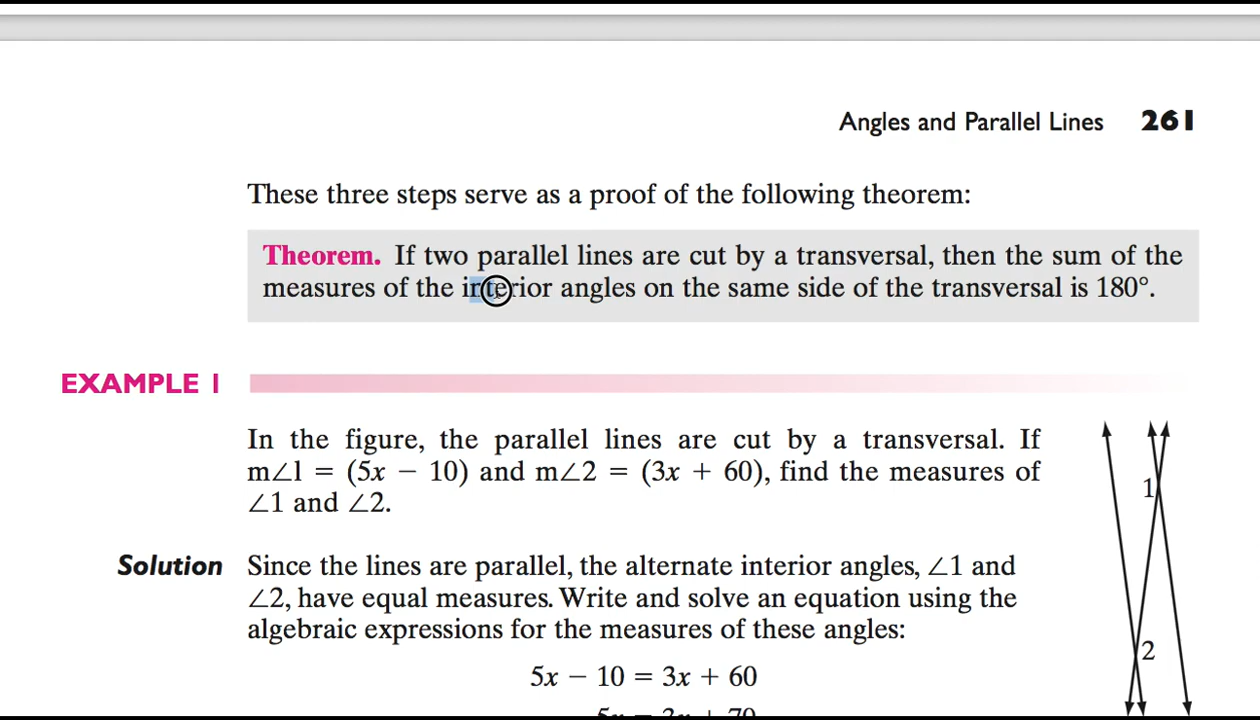 Angles and Parallel Lines 261
These three steps serve as a proof of the following theorem:
Theorem. If two parallel lines are cut by a transversal, then the sum of the
measures of the interior angles on the same side of the transversal is 180°.
EXAMPLE 1
In the figure, the parallel lines are cut by a transversal. If
m∠1 = (5x − 10) and m∠2 = (3x + 60), find the measures of
∠1 and ∠2.
1
Solution Since the lines are parallel, the alternate interior angles, ∠1 and
∠2, have equal measures. Write and solve an equation using the
algebraic expressions for the measures of these angles:
2
5x − 10 = 3x + 60